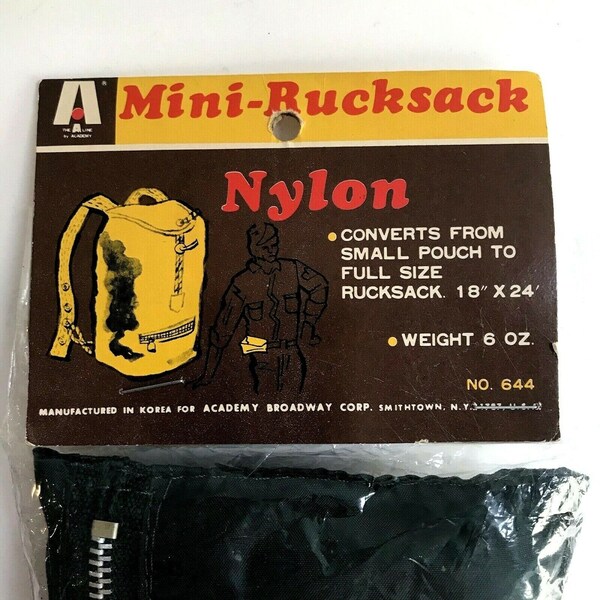 A
®
THE A LINE
by ACADEMY
Mini-Rucksack
Nylon
• CONVERTS FROM
SMALL POUCH TO
FULL SIZE
RUCKSACK. 18" X 24'
• WEIGHT 6 OZ.
NO. 644
MANUFACTURED IN KOREA FOR ACADEMY BROADWAY CORP. SMITHTOWN, N.Y.